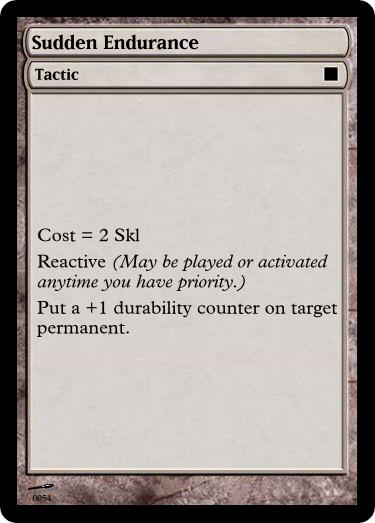 Sudden Endurance
Tactic
Cost = 2 Skl
Reactive (May be played or activated
anytime you have priority.)
Put a +1 durability counter on target
permanent.
0054